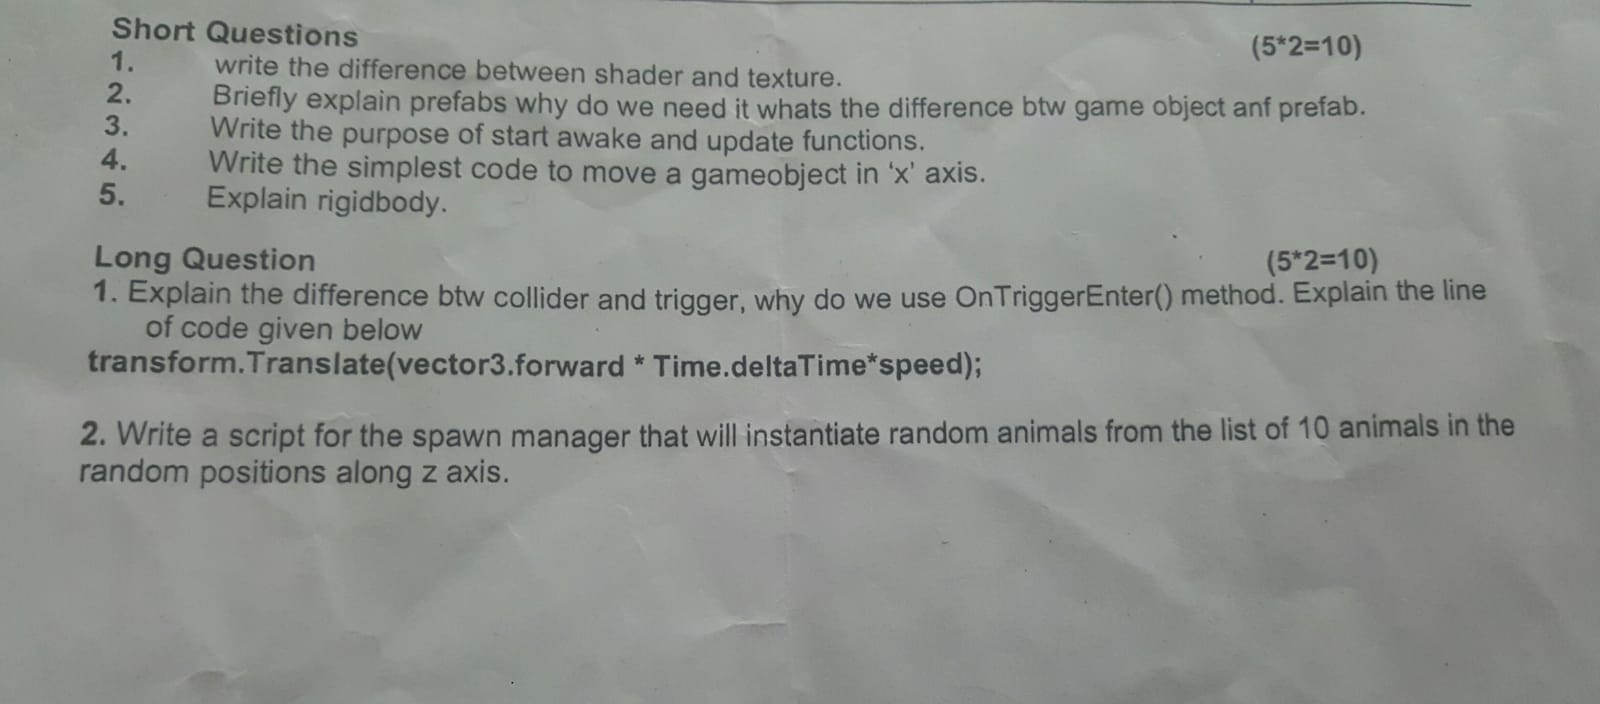 Short Questions (5*2=10)
1. write the difference between shader and texture.
2. Briefly explain prefabs why do we need it whats the difference btw game object anf prefab.
3. Write the purpose of start awake and update functions.
4. Write the simplest code to move a gameobject in ‘x’ axis.
5. Explain rigidbody.
Long Question (5*2=10)
1. Explain the difference btw collider and trigger, why do we use OnTriggerEnter() method. Explain the line
of code given below
transform.Translate(vector3.forward * Time.deltaTime*speed);
2. Write a script for the spawn manager that will instantiate random animals from the list of 10 animals in the
random positions along z axis.